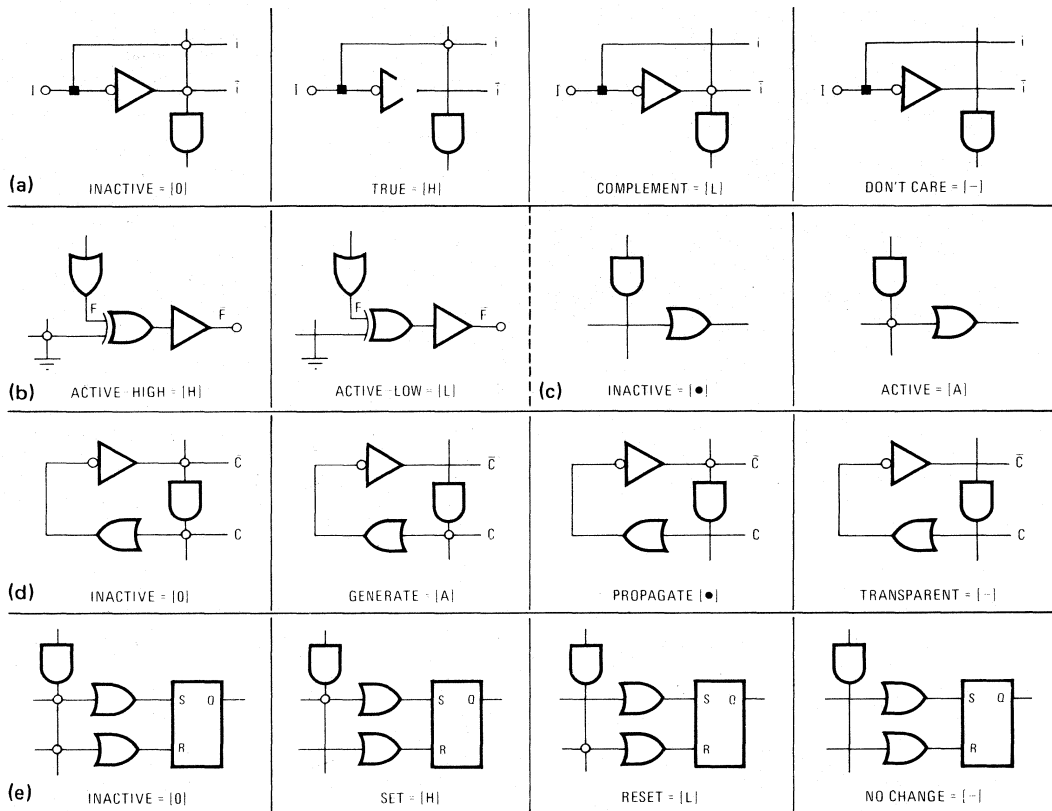 i i i i
I ī I ī I ī I ī
(a) INACTIVE = |0| TRUE = |H| COMPLEMENT = |L| DON'T CARE = |–|
F F̄ F F̄
(b) ACTIVE-HIGH = |H| ACTIVE-LOW = |L| (c) INACTIVE = |●| ACTIVE = |A|
C̄ C̄ C̄ C̄
C C C C
(d) INACTIVE = |0| GENERATE = |A| PROPAGATE |●| TRANSPARENT = |–|
S Q S Q S Q S Q
R R R R
(e) INACTIVE = |0| SET = |H| RESET = |L| NO CHANGE = |–|